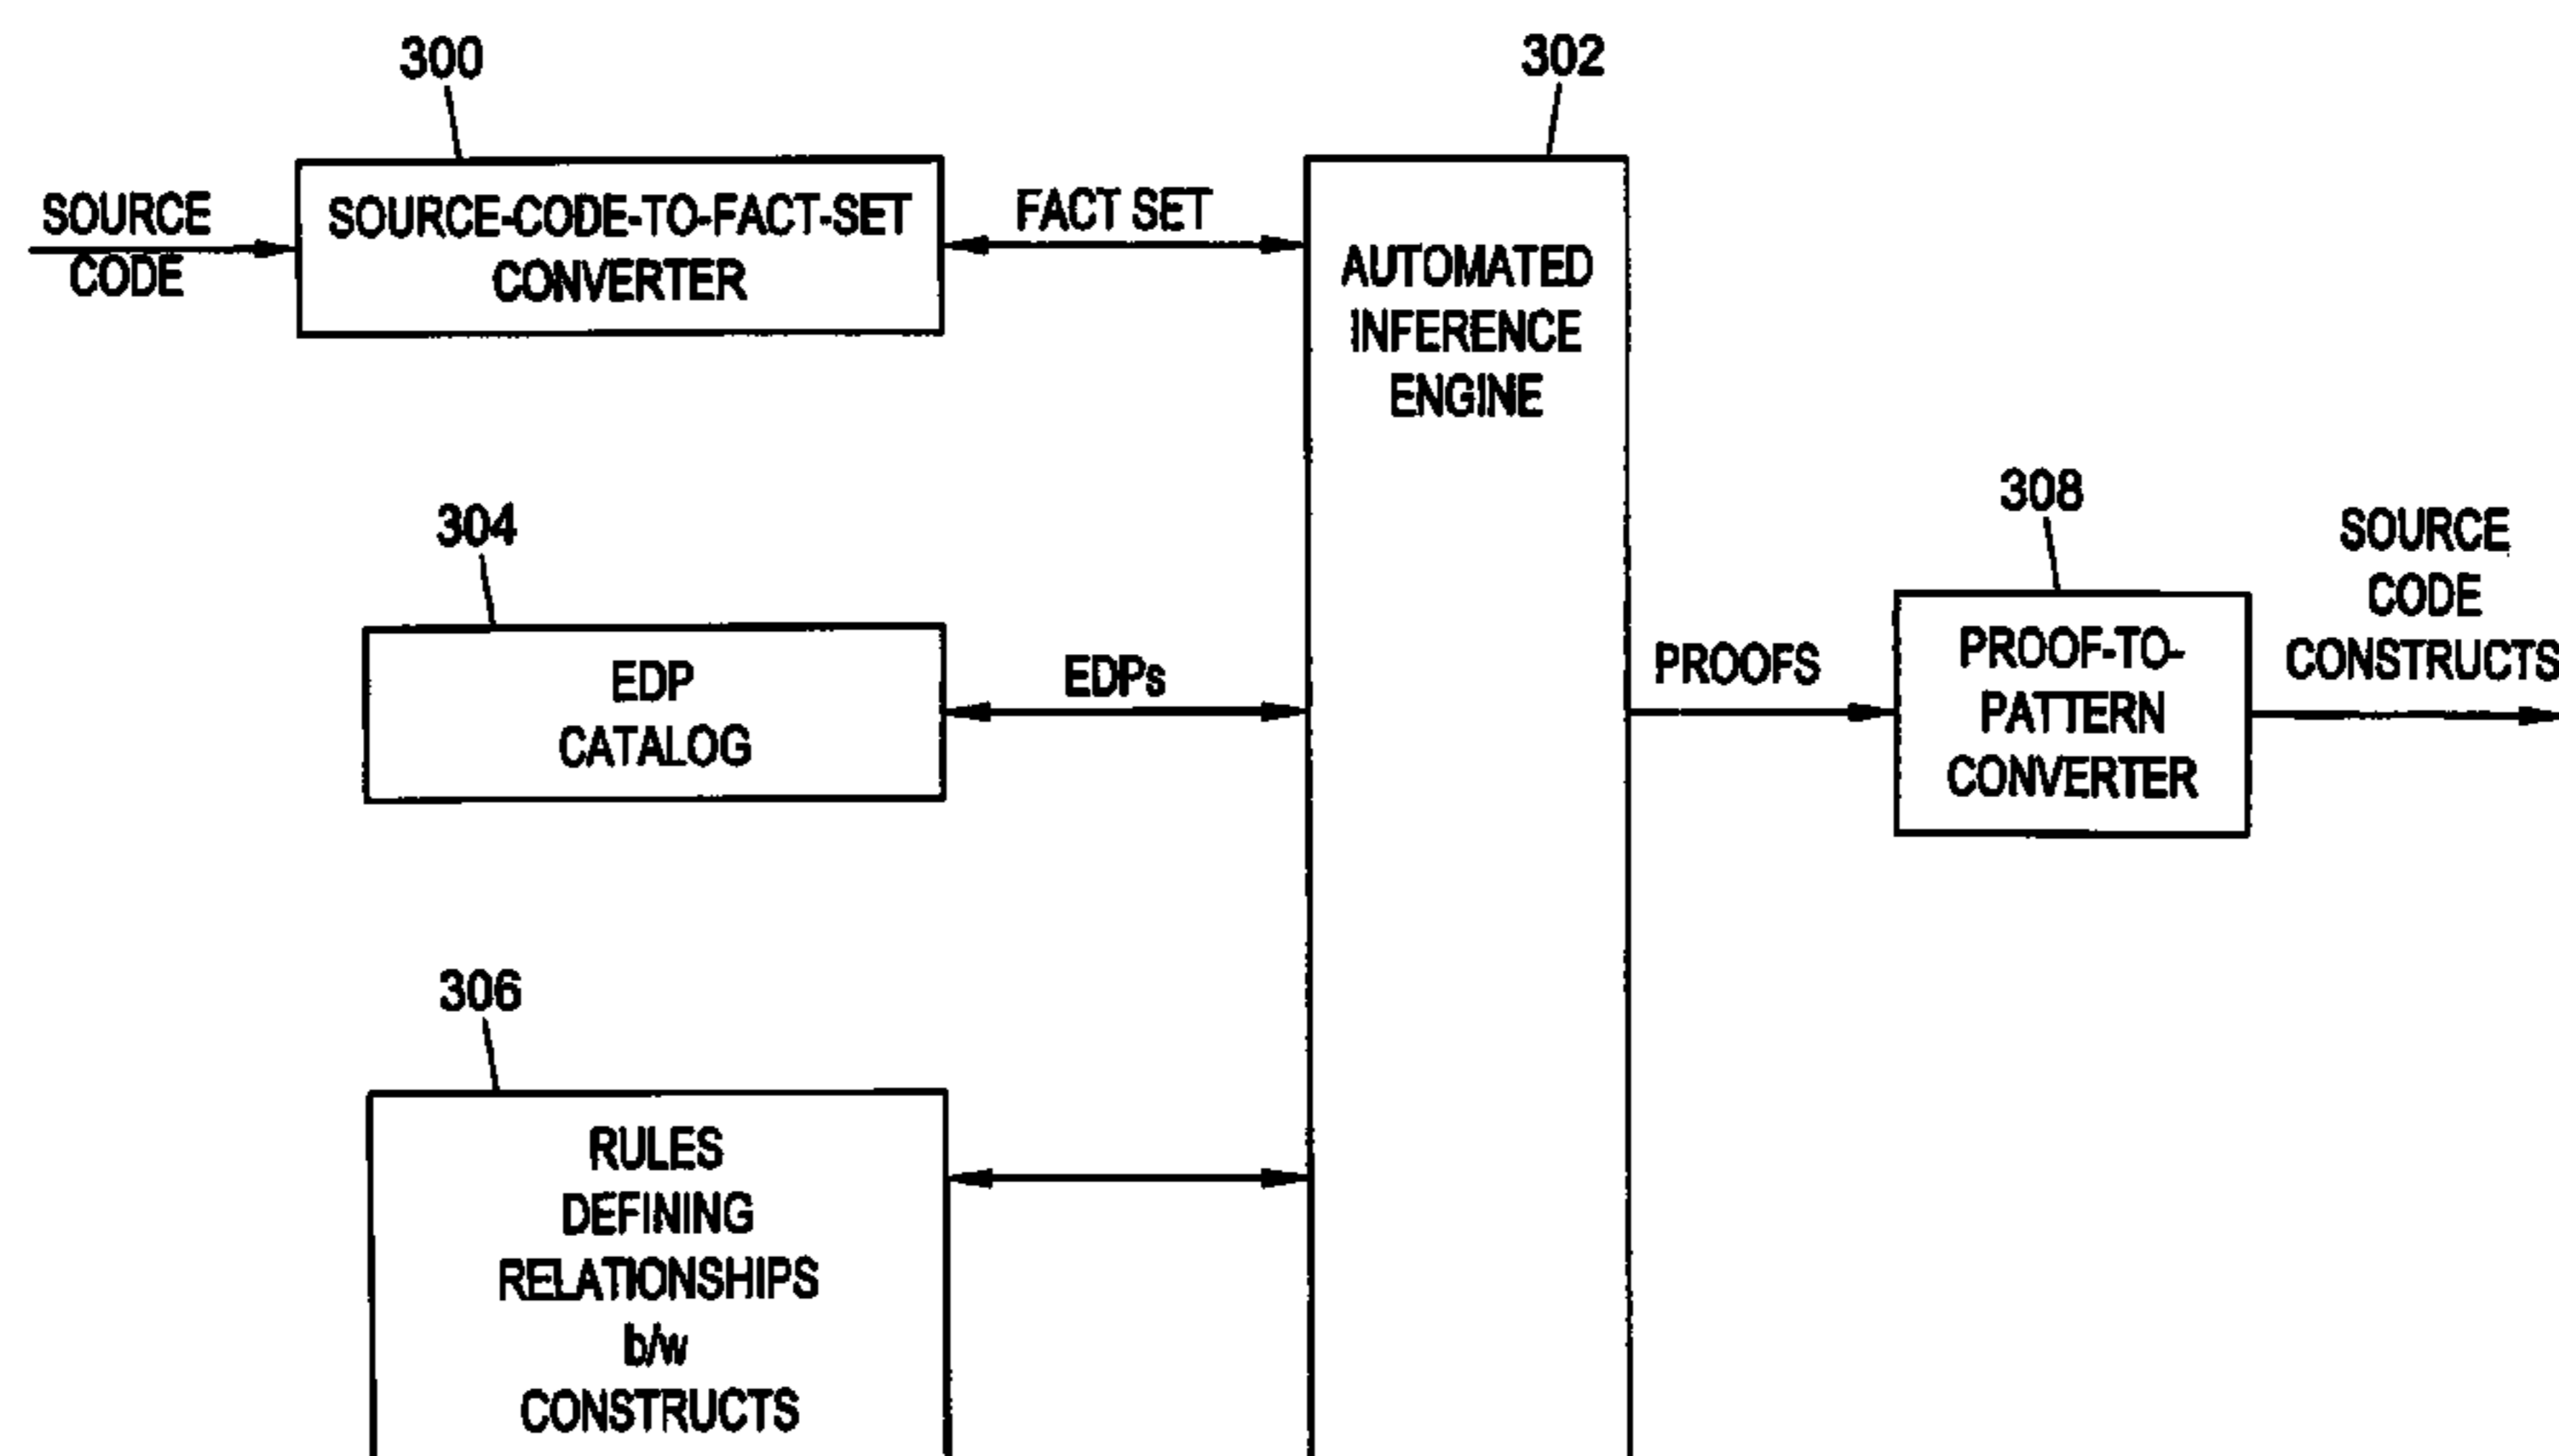 300
302
SOURCE
CODE
SOURCE-CODE-TO-FACT-SET
CONVERTER
FACT SET
AUTOMATED
INFERENCE
ENGINE
304
EDP
CATALOG
EDPs
PROOFS
308
PROOF-TO-
PATTERN
CONVERTER
SOURCE
CODE
CONSTRUCTS
306
RULES
DEFINING
RELATIONSHIPS
b/w
CONSTRUCTS